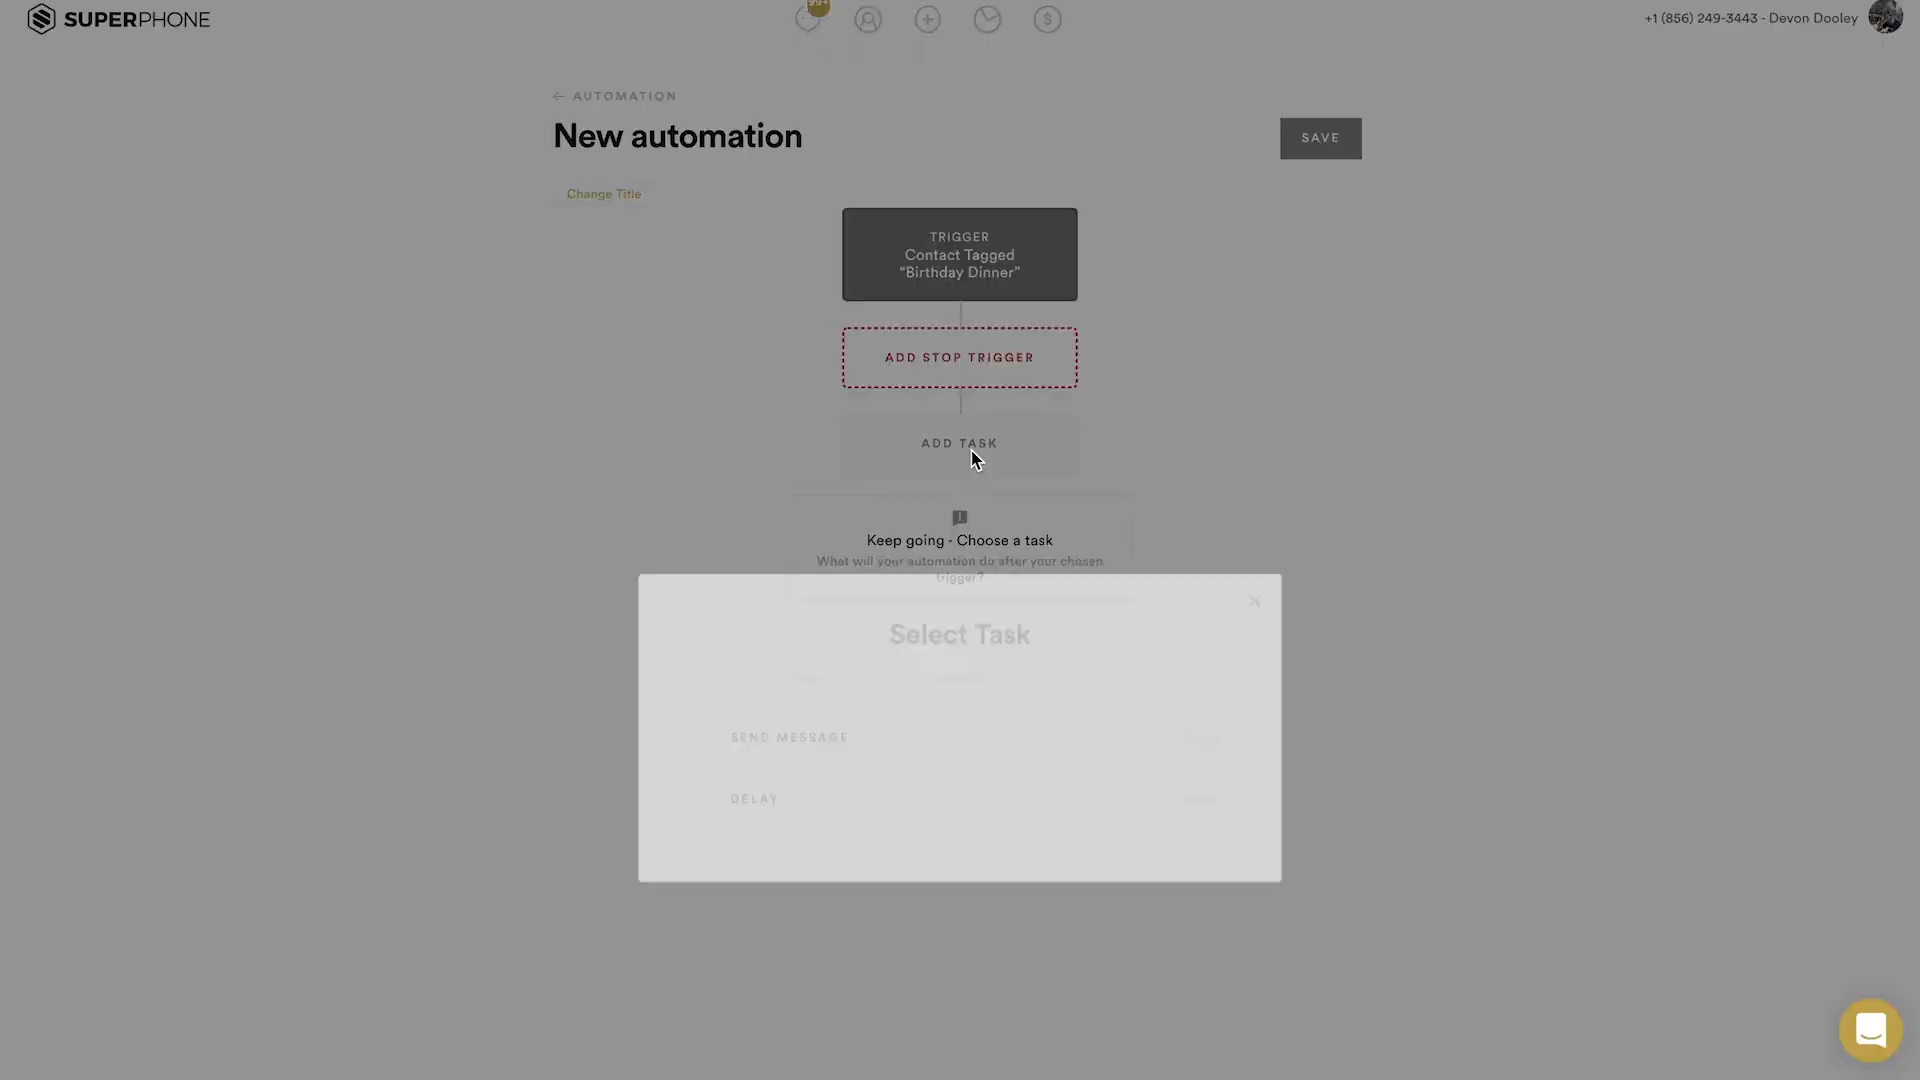 SUPERPHONE
99+
+1 (856) 249-3443 - Devon Dooley
← AUTOMATION
New automation
SAVE
Change Title
TRIGGER
Contact Tagged
“Birthday Dinner”
ADD STOP TRIGGER
ADD TASK
Keep going - Choose a task
What will your automation do after your chosen
trigger?
Select Task
SEND MESSAGE
DELAY